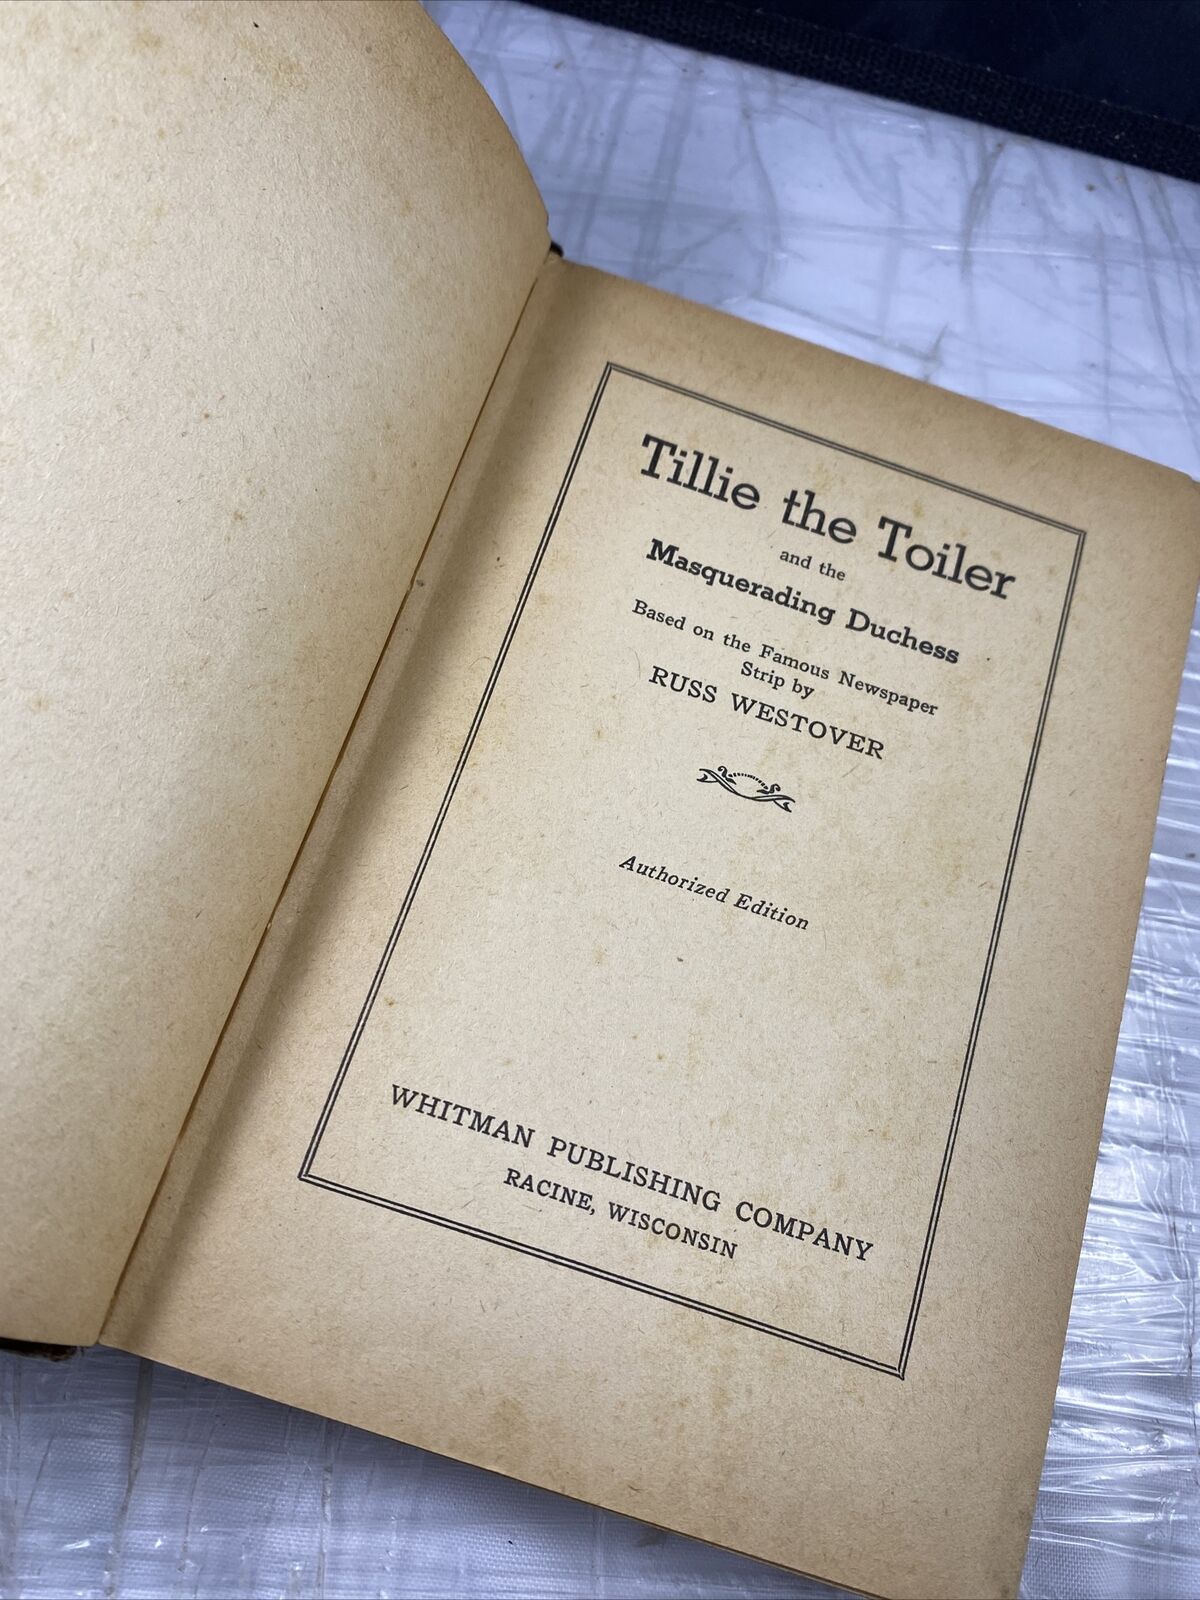 Tillie the Toiler
and the
Masquerading Duchess
Based on the Famous Newspaper
Strip by
RUSS WESTOVER
Authorized Edition
WHITMAN PUBLISHING COMPANY
RACINE, WISCONSIN